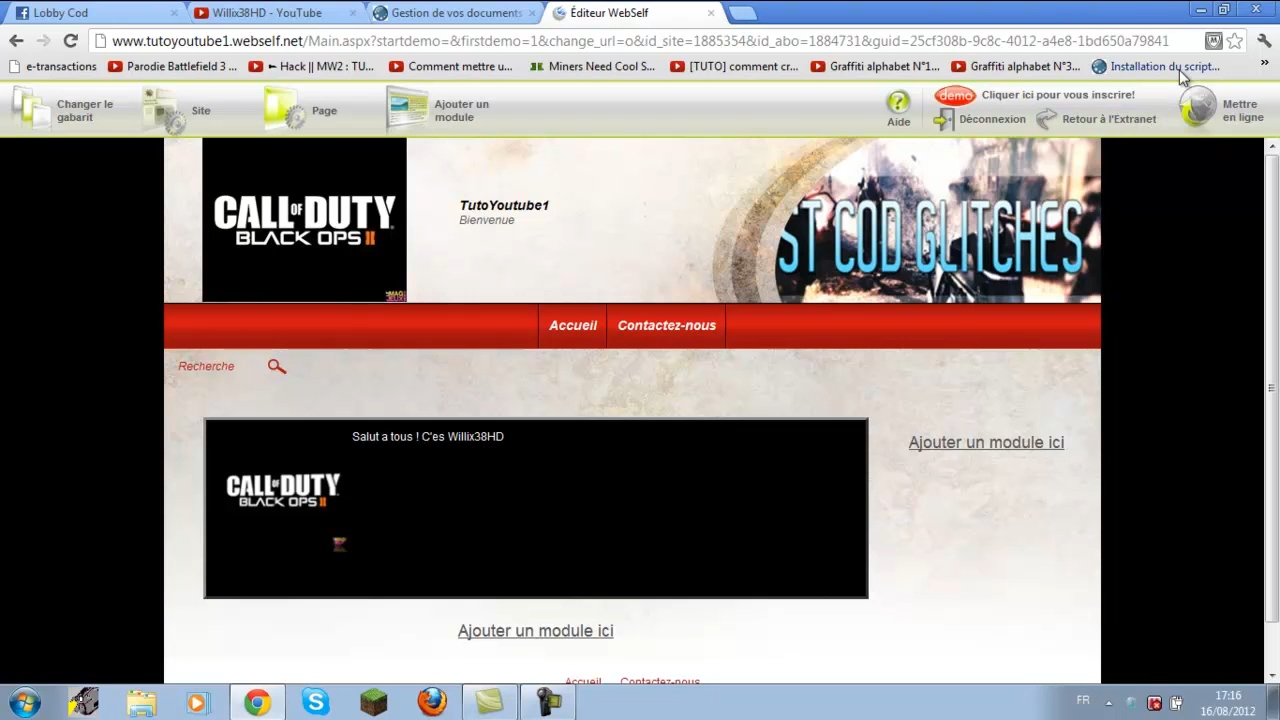 Lobby Cod
Willix38HD - YouTube
Gestion de vos documents
Éditeur WebSelf
www.tutoyoutube1.webself.net/Main.aspx?startdemo=&firstdemo=1&change_url=o&id_site=1885354&id_abo=1884731&guid=25cf308b-9c8c-4012-a4e8-1bd650a79841
e-transactions
Parodie Battlefield 3 ...
Hack || MW2 : TU...
Comment mettre u...
Miners Need Cool S...
[TUTO] comment cr...
Graffiti alphabet N°1...
Graffiti alphabet N°3...
Installation du script...
»
Changer le
gabarit
Site
Page
Ajouter un
module
Aide
demo
Cliquer ici pour vous inscrire!
Déconnexion
Retour à l'Extranet
Mettre
en ligne
CALL OF DUTY
BLACK OPS II
TutoYoutube1
Bienvenue
ST COD GLITCHES
Accueil
Contactez-nous
Recherche
Salut a tous ! C'es Willix38HD
CALL OF DUTY
BLACK OPS II
Ajouter un module ici
Ajouter un module ici
Accueil
Contactez-nous
FR
17:16
16/08/2012